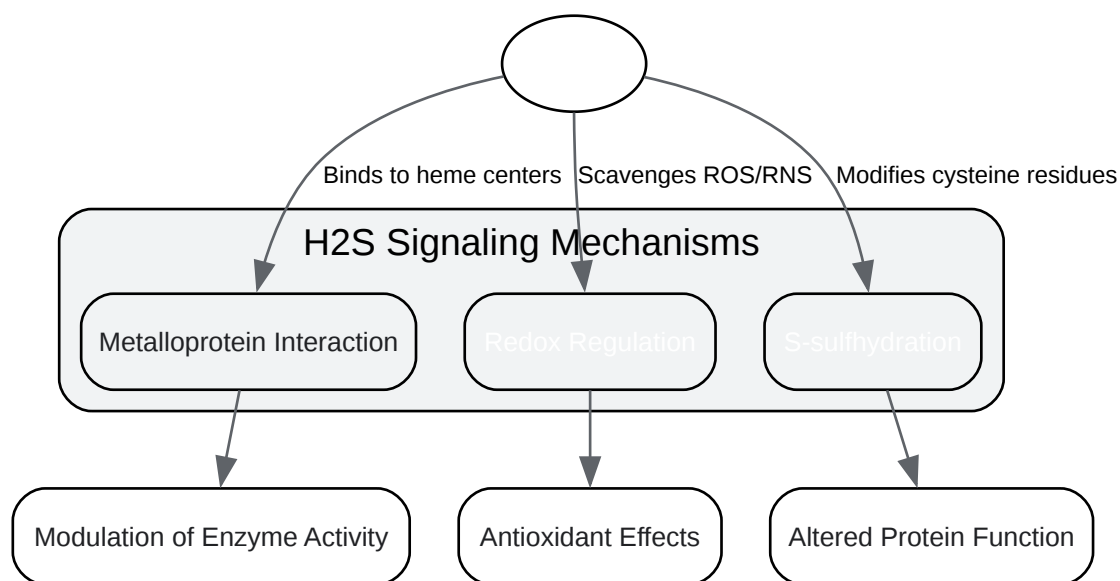 Binds to heme centers
Scavenges ROS/RNS
Modifies cysteine residues
H2S Signaling Mechanisms
Metalloprotein Interaction
Redox Regulation
S-sulfhydration
Modulation of Enzyme Activity
Antioxidant Effects
Altered Protein Function